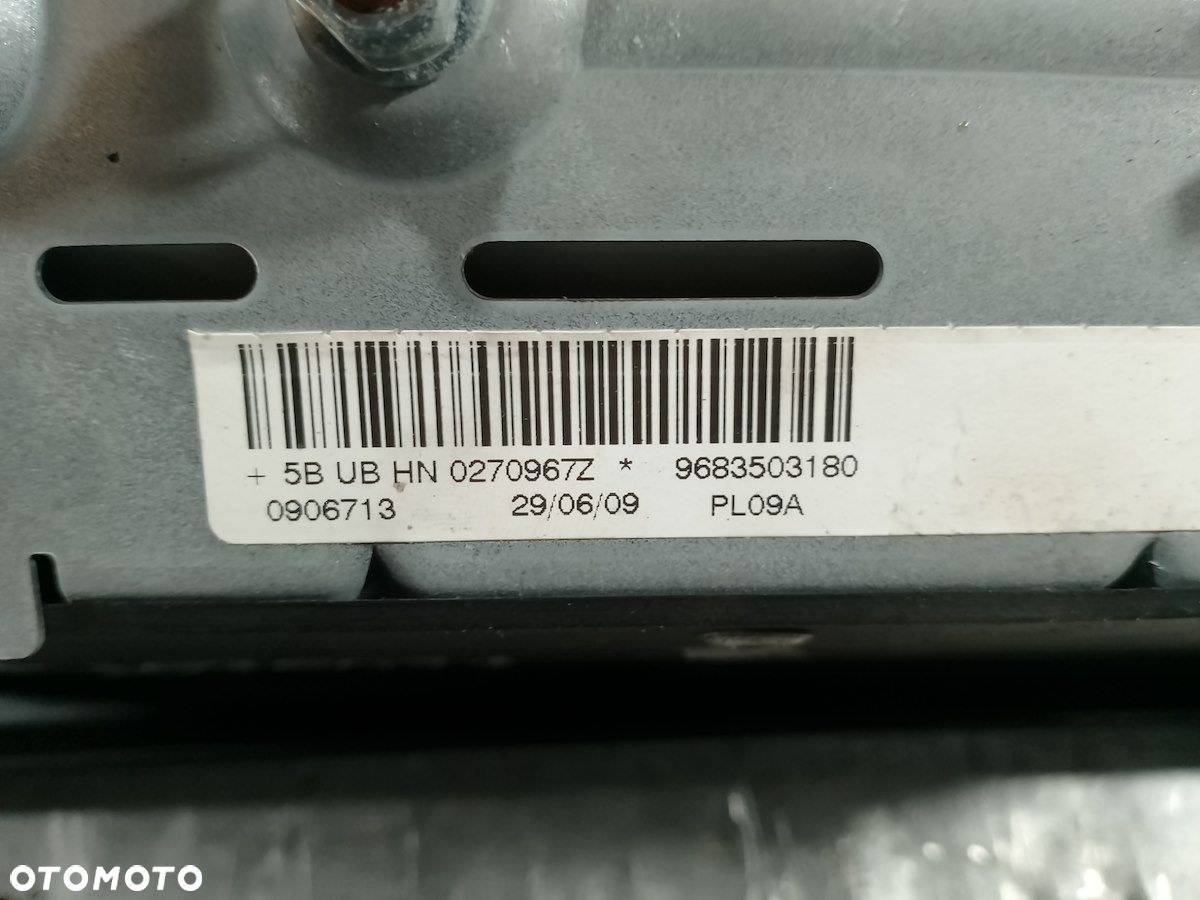 + 5B UB HN 0270967Z * 9683503180
0906713 29/06/09 PL09A
OTOMOTO